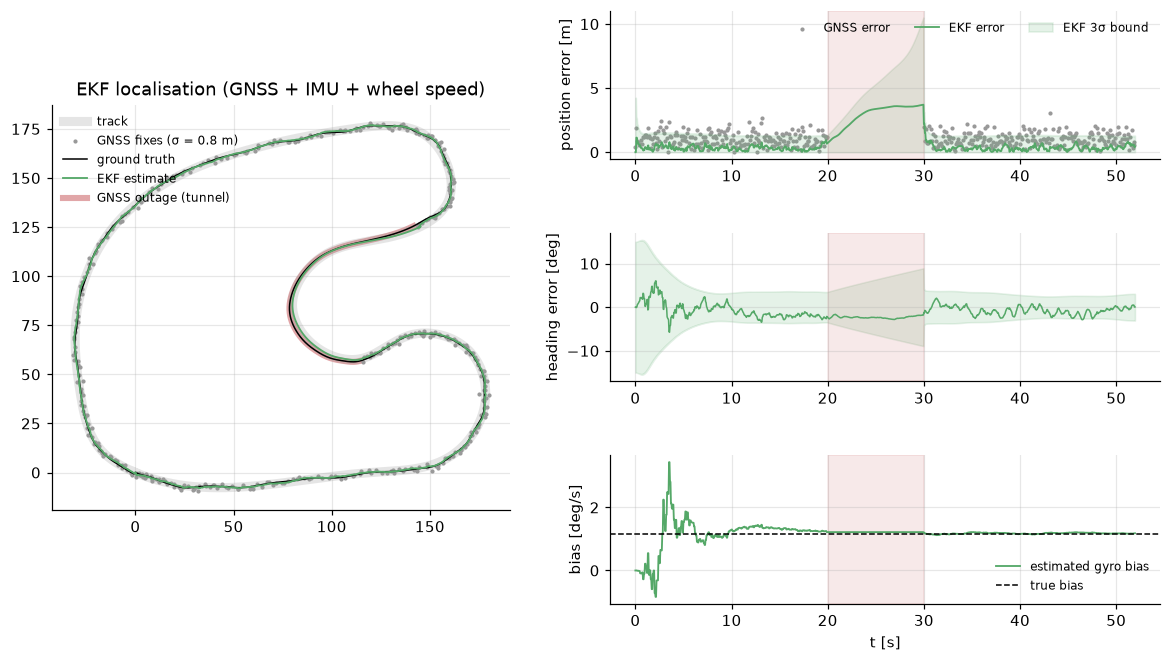 EKF localisation (GNSS + IMU + wheel speed)
track
GNSS fixes (σ = 0.8 m)
ground truth
EKF estimate
GNSS outage (tunnel)
175
150
125
100
75
50
25
0
0
50
100
150
position error [m]
10
5
0
GNSS error
EKF error
EKF 3σ bound
0
10
20
30
40
50
heading error [deg]
10
0
−10
0
10
20
30
40
50
bias [deg/s]
2
0
estimated gyro bias
true bias
0
10
20
30
40
50
t [s]